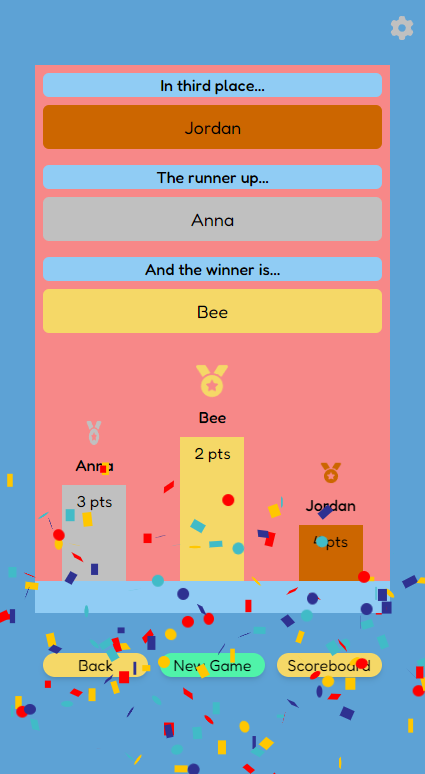 In third place...
Jordan
The runner up...
Anna
And the winner is...
Bee
Bee
2 pts
Anna
3 pts
Jordan
pts
Back
New Game
Scoreboard